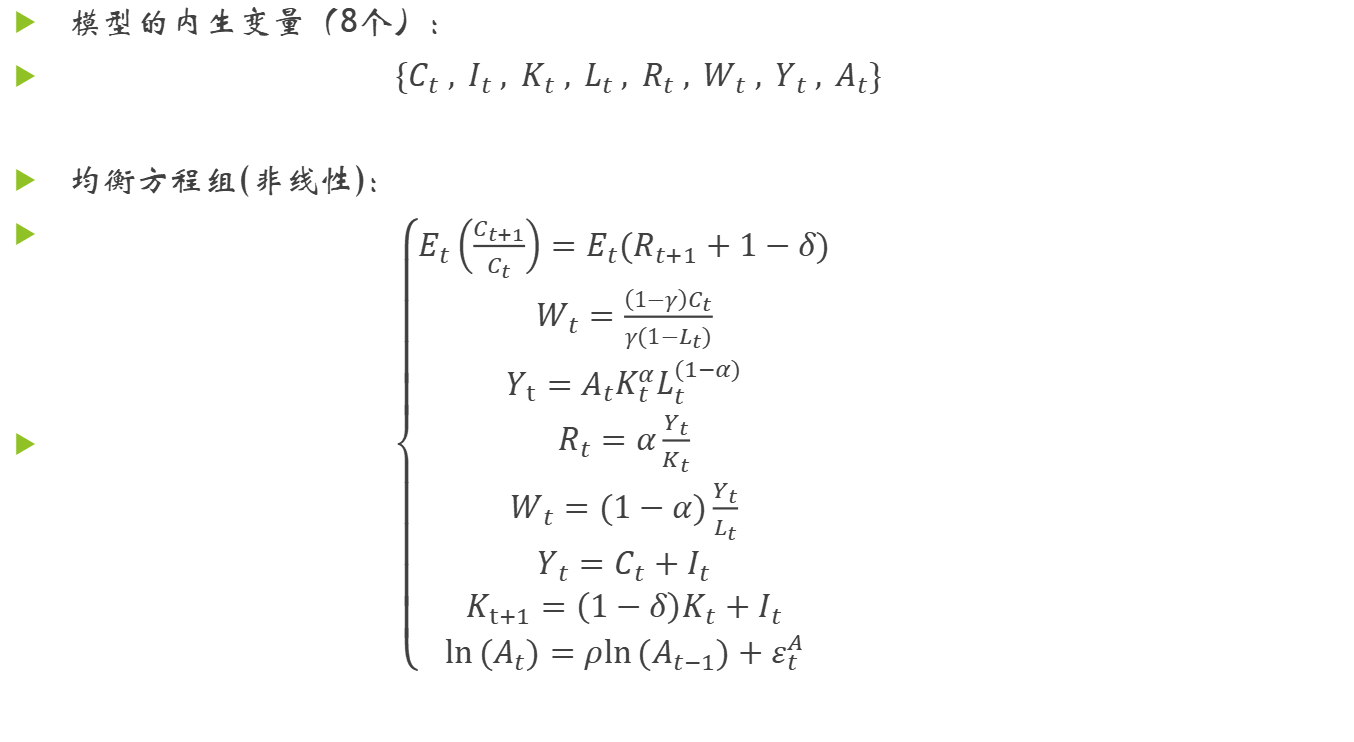 模型的内生变量（8个）：
{C_t , I_t , K_t , L_t , R_t , W_t , Y_t , A_t}
均衡方程组(非线性)：
E_t (C_{t+1}/C_t) = E_t(R_{t+1} + 1 − δ)
W_t = (1−γ)C_t / γ(1−L_t)
Y_t = A_t K_t^α L_t^{(1−α)}
R_t = α Y_t/K_t
W_t = (1 − α) Y_t/L_t
Y_t = C_t + I_t
K_{t+1} = (1 − δ)K_t + I_t
ln (A_t) = ρln (A_{t−1}) + ε_t^A